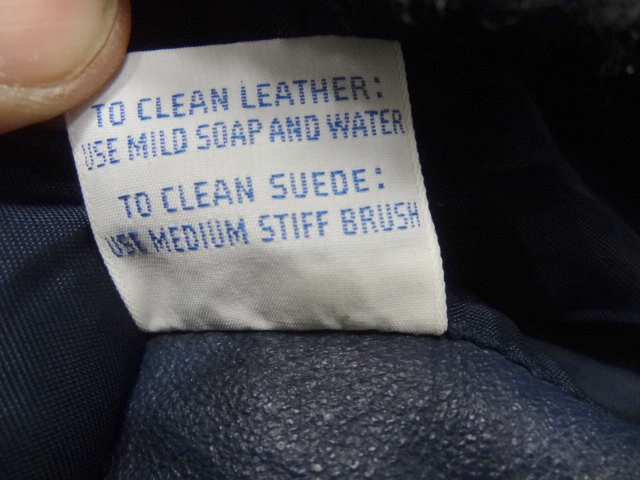 TO CLEAN LEATHER:
USE MILD SOAP AND WATER
TO CLEAN SUEDE:
USE MEDIUM STIFF BRUSH